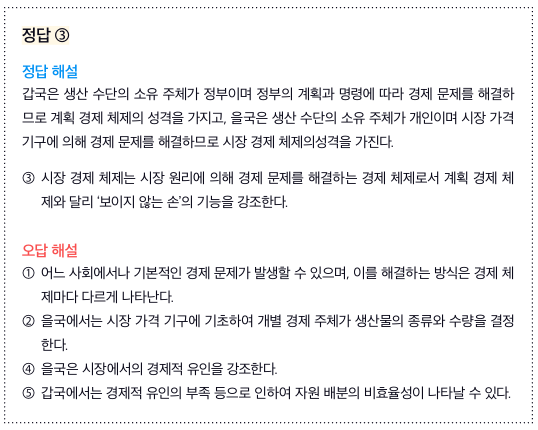 정답 ③
정답 해설
갑국은 생산 수단의 소유 주체가 정부이며 정부의 계획과 명령에 따라 경제 문제를 해결하
므로 계획 경제 체제의 성격을 가지고, 을국은 생산 수단의 소유 주체가 개인이며 시장 가격
기구에 의해 경제 문제를 해결하므로 시장 경제 체제의성격을 가진다.
③ 시장 경제 체제는 시장 원리에 의해 경제 문제를 해결하는 경제 체제로서 계획 경제 체
제와 달리 '보이지 않는 손'의 기능을 강조한다.
오답 해설
① 어느 사회에서나 기본적인 경제 문제가 발생할 수 있으며, 이를 해결하는 방식은 경제 체
제마다 다르게 나타난다.
② 을국에서는 시장 가격 기구에 기초하여 개별 경제 주체가 생산물의 종류와 수량을 결정
한다.
④ 을국은 시장에서의 경제적 유인을 강조한다.
⑤ 갑국에서는 경제적 유인의 부족 등으로 인하여 자원 배분의 비효율성이 나타날 수 있다.